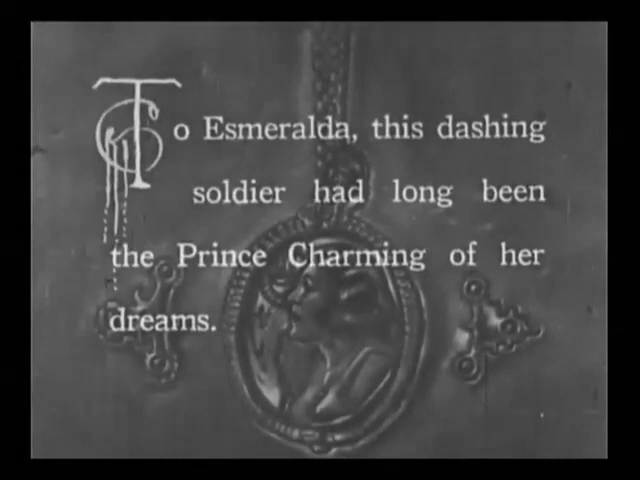 To Esmeralda, this dashing
soldier had long been
the Prince Charming of her
dreams.